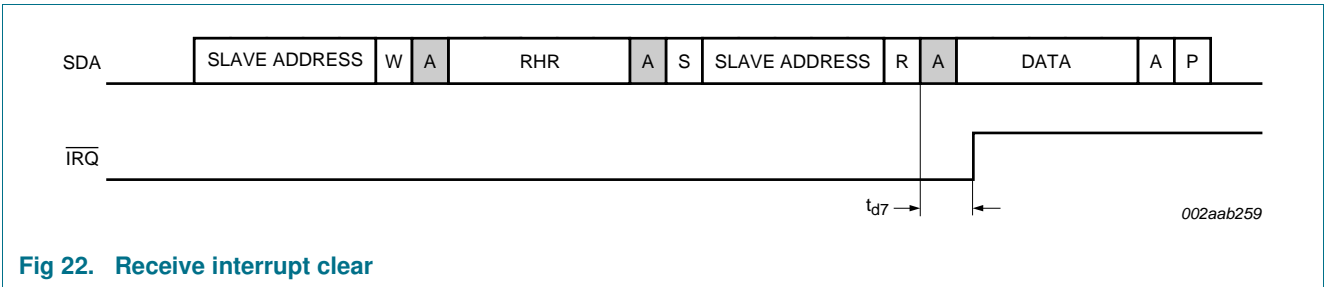 SDA SLAVE ADDRESS W A RHR A S SLAVE ADDRESS R A DATA A P
IRQ
td7
002aab259
Fig 22. Receive interrupt clear